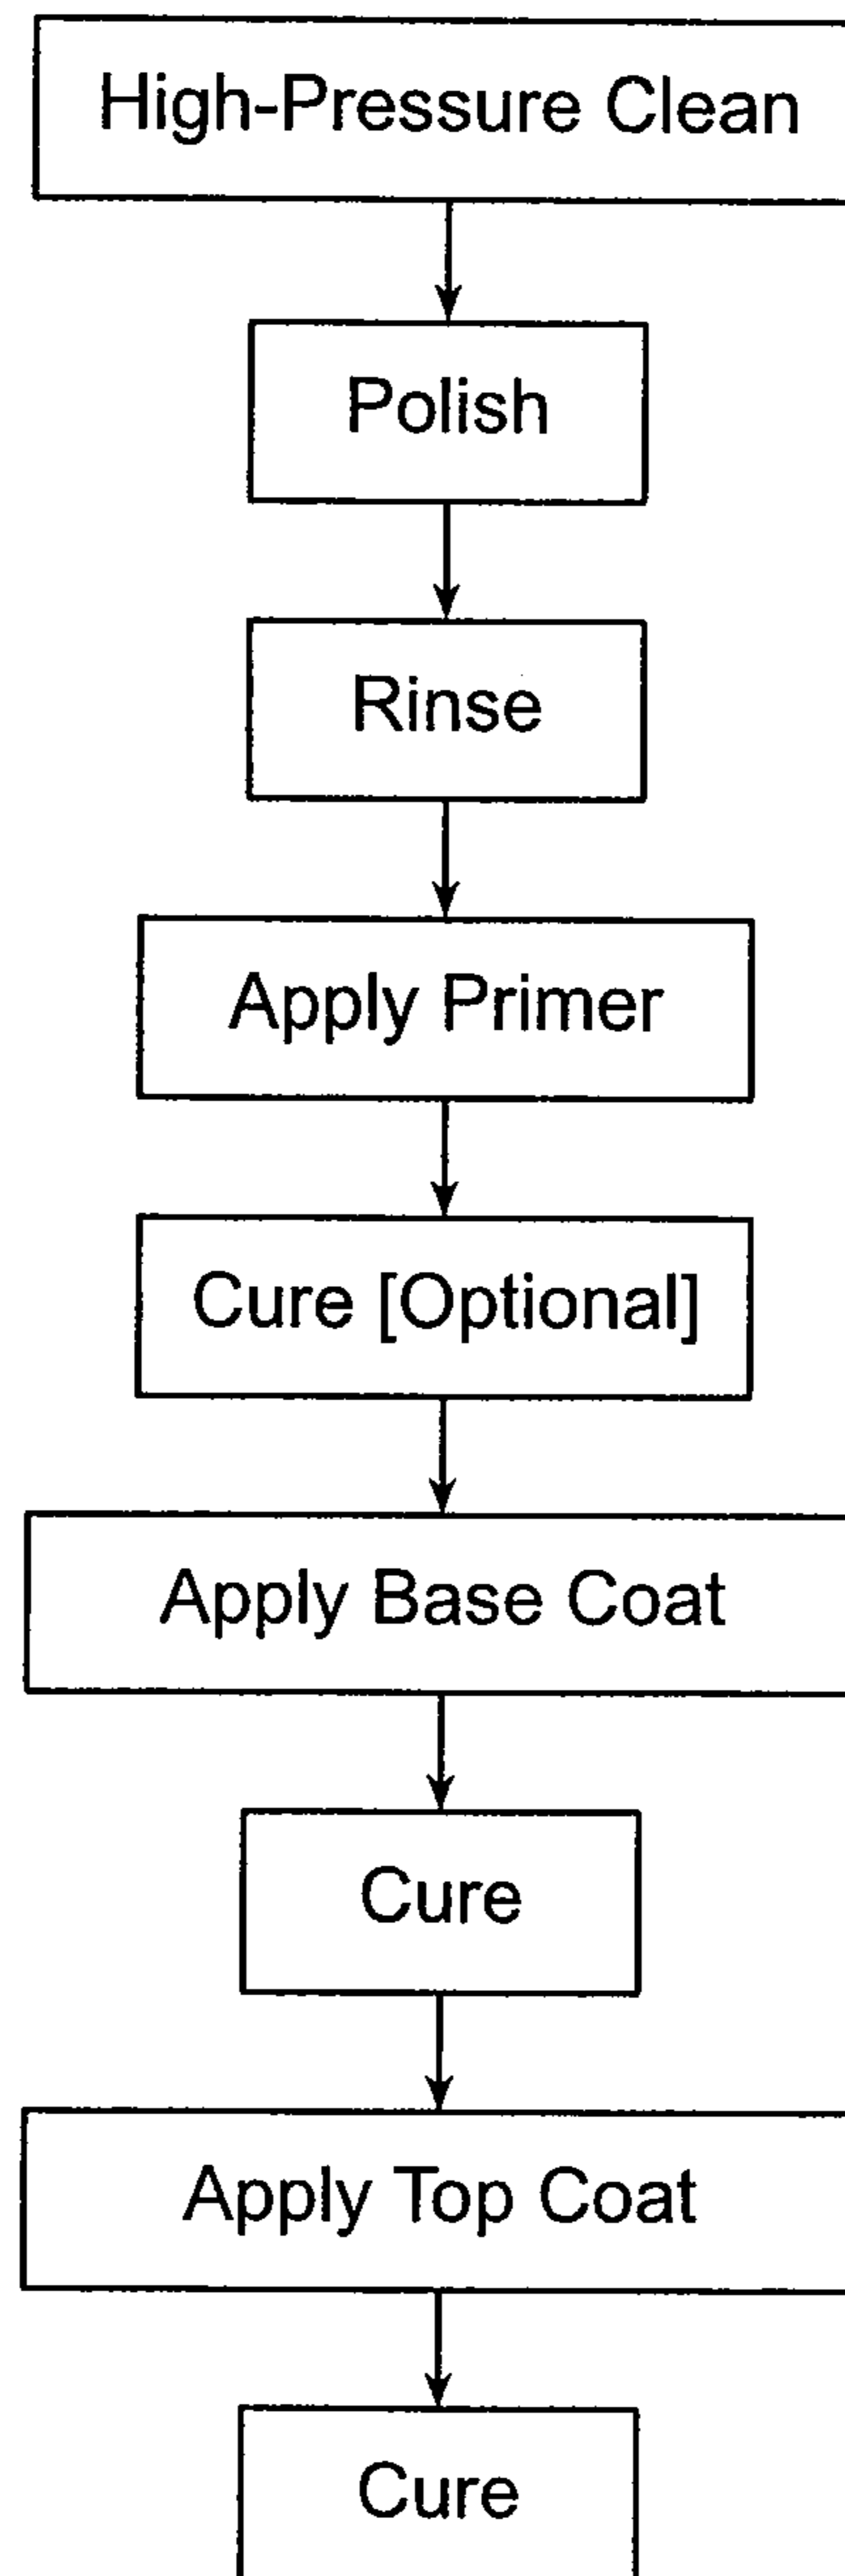 High-Pressure Clean
Polish
Rinse
Apply Primer
Cure [Optional]
Apply Base Coat
Cure
Apply Top Coat
Cure